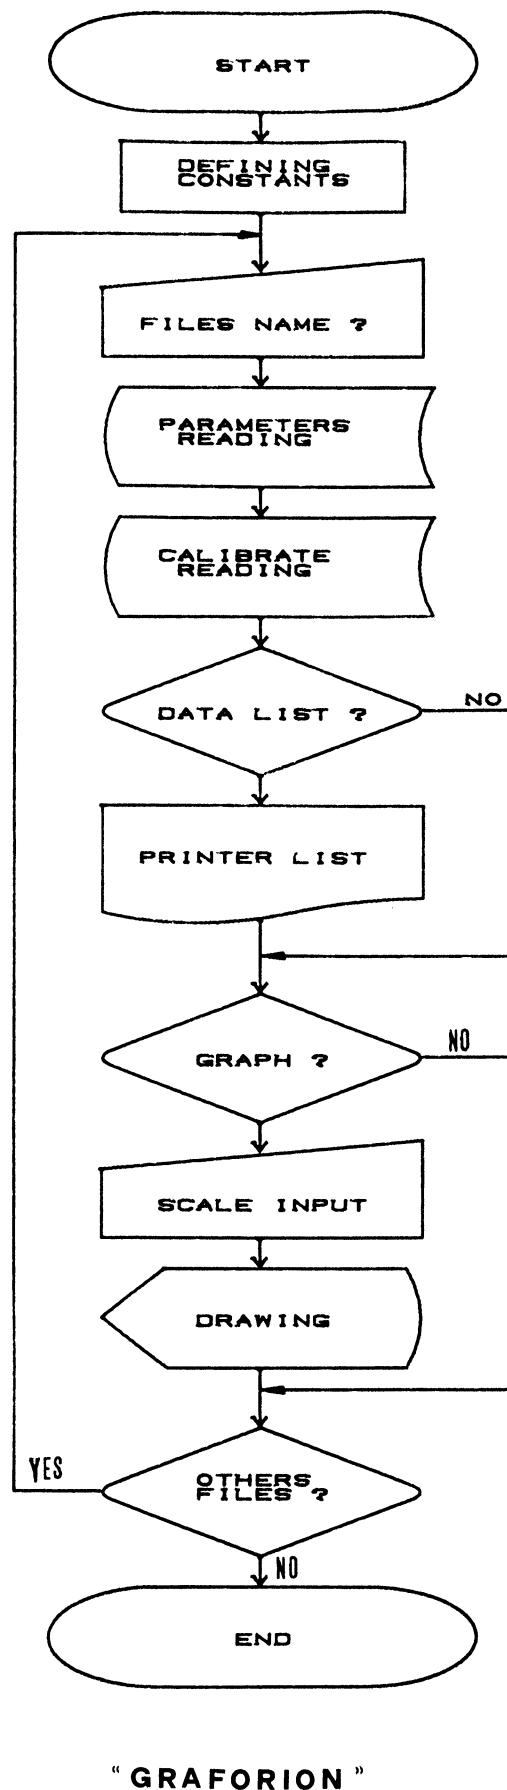 START
DEFINING
CONSTANTS
FILES NAME ?
PARAMETERS
READING
CALIBRATE
READING
DATA LIST ?
NO
PRINTER LIST
GRAPH ?
NO
SCALE INPUT
DRAWING
OTHERS
FILES ?
YES
NO
END
"GRAFORION"